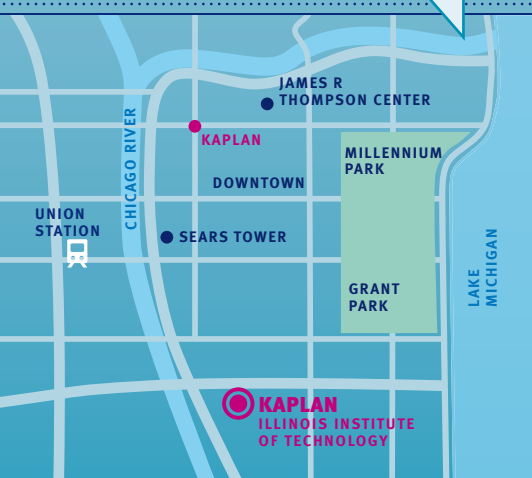 JAMES R
THOMPSON CENTER
KAPLAN
MILLENNIUM
PARK
CHICAGO RIVER
DOWNTOWN
UNION
STATION
SEARS TOWER
LAKE
MICHIGAN
GRANT
PARK
KAPLAN
ILLINOIS INSTITUTE
OF TECHNOLOGY